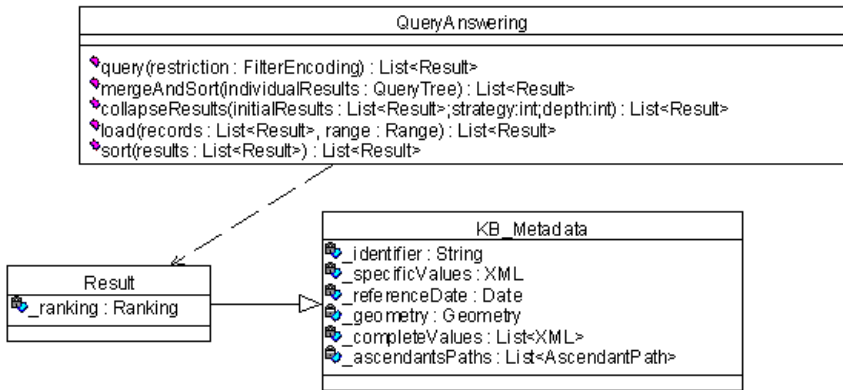 QueryAnswering
query(restriction : FilterEncoding) : List<Result>
mergeAndSort(individualResults : QueryTree) : List<Result>
collapseResults(initialResults : List<Result>;strategy:int;depth:int) : List<Result>
load(records : List<Result>, range : Range) : List<Result>
sort(results : List<Result>) : List<Result>
KB_Metadata
_identifier : String
_specificValues : XML
_referenceDate : Date
_geometry : Geometry
_completeValues : List<XML>
_ascendantsPaths : List<AscendantPath>
Result
_ranking : Ranking